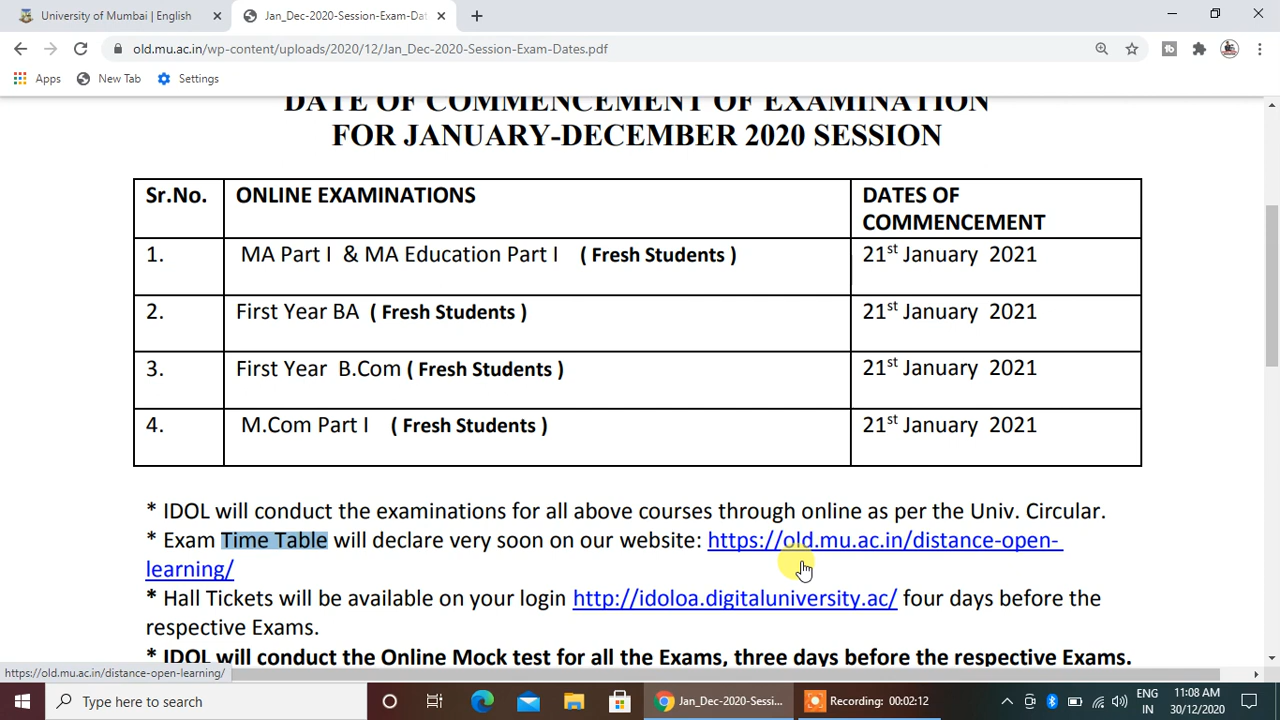 University of Mumbai | English
Jan_Dec-2020-Session-Exam-Dat
old.mu.ac.in/wp-content/uploads/2020/12/Jan_Dec-2020-Session-Exam-Dates.pdf
Apps New Tab Settings
DATE OF COMMENCEMENT OF EXAMINATION
FOR JANUARY-DECEMBER 2020 SESSION
Sr.No. ONLINE EXAMINATIONS DATES OF
COMMENCEMENT
1. MA Part I & MA Education Part I ( Fresh Students ) 21st January 2021
2. First Year BA ( Fresh Students ) 21st January 2021
3. First Year B.Com ( Fresh Students ) 21st January 2021
4. M.Com Part I ( Fresh Students ) 21st January 2021
* IDOL will conduct the examinations for all above courses through online as per the Univ. Circular.
* Exam Time Table will declare very soon on our website: https://old.mu.ac.in/distance-open-
learning/
* Hall Tickets will be available on your login http://idoloa.digitaluniversity.ac/ four days before the
respective Exams.
* IDOL will conduct the Online Mock test for all the Exams, three days before the respective Exams.
https://old.mu.ac.in/distance-open-learning/
Type here to search
Jan_Dec-2020-Sessi...
Recording: 00:02:12
ENG
IN
11:08 AM
30/12/2020